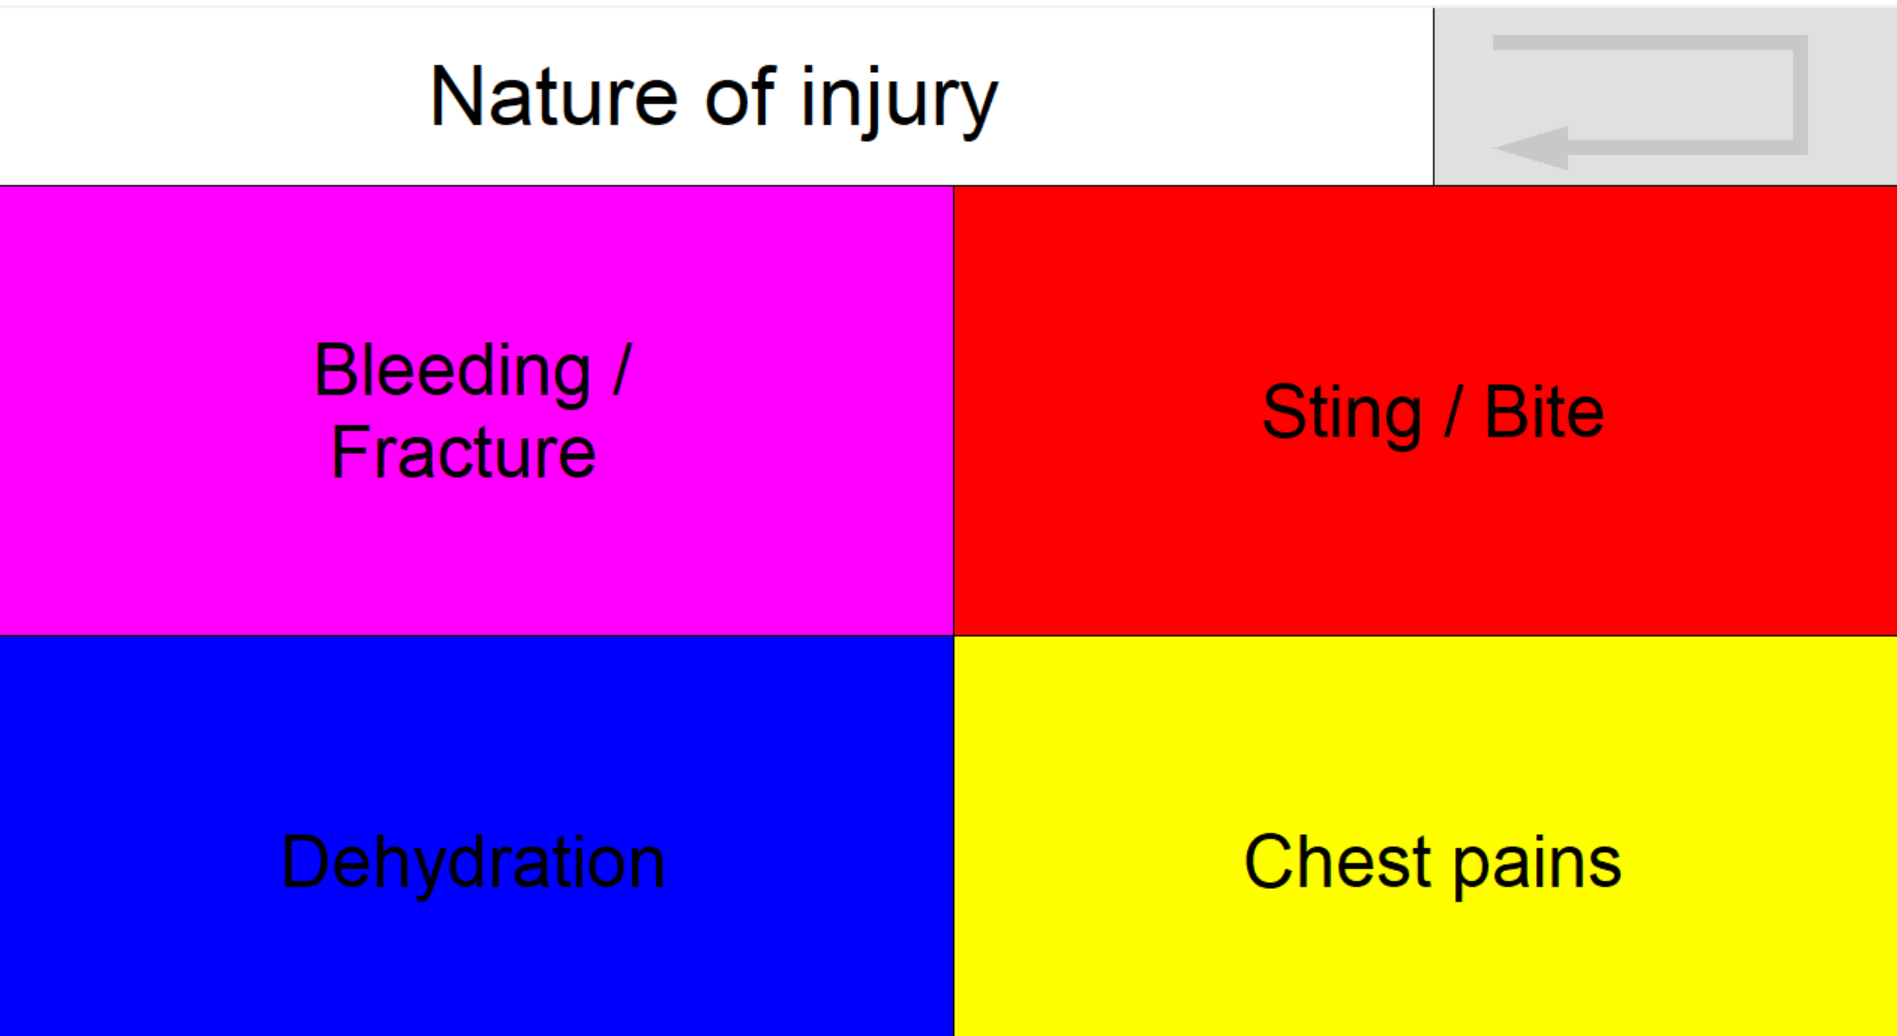 Nature of injury
Bleeding /
Fracture
Sting / Bite
Dehydration
Chest pains